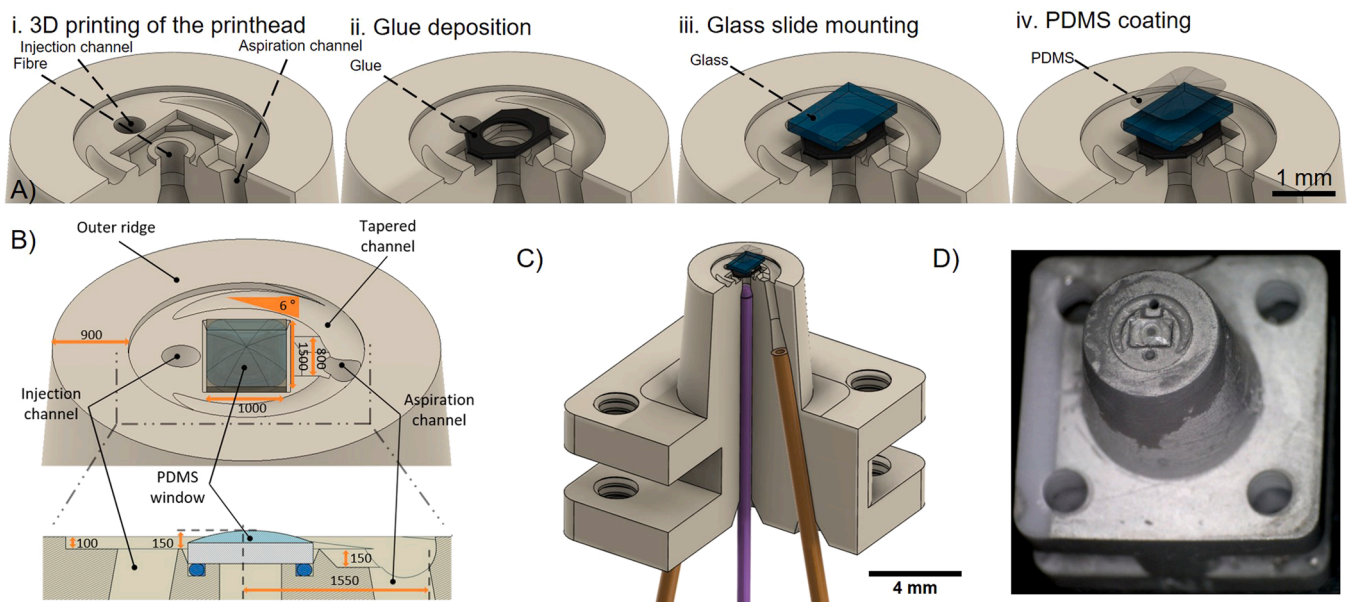 i. 3D printing of the printhead
Injection channel
Aspiration channel
Fibre
ii. Glue deposition
Glue
iii. Glass slide mounting
Glass
iv. PDMS coating
PDMS
1 mm
A)
B)
Outer ridge
Tapered
channel
6 °
900
1500
800
1000
Injection
channel
Aspiration
channel
PDMS
window
100
150
150
1550
C)
4 mm
D)